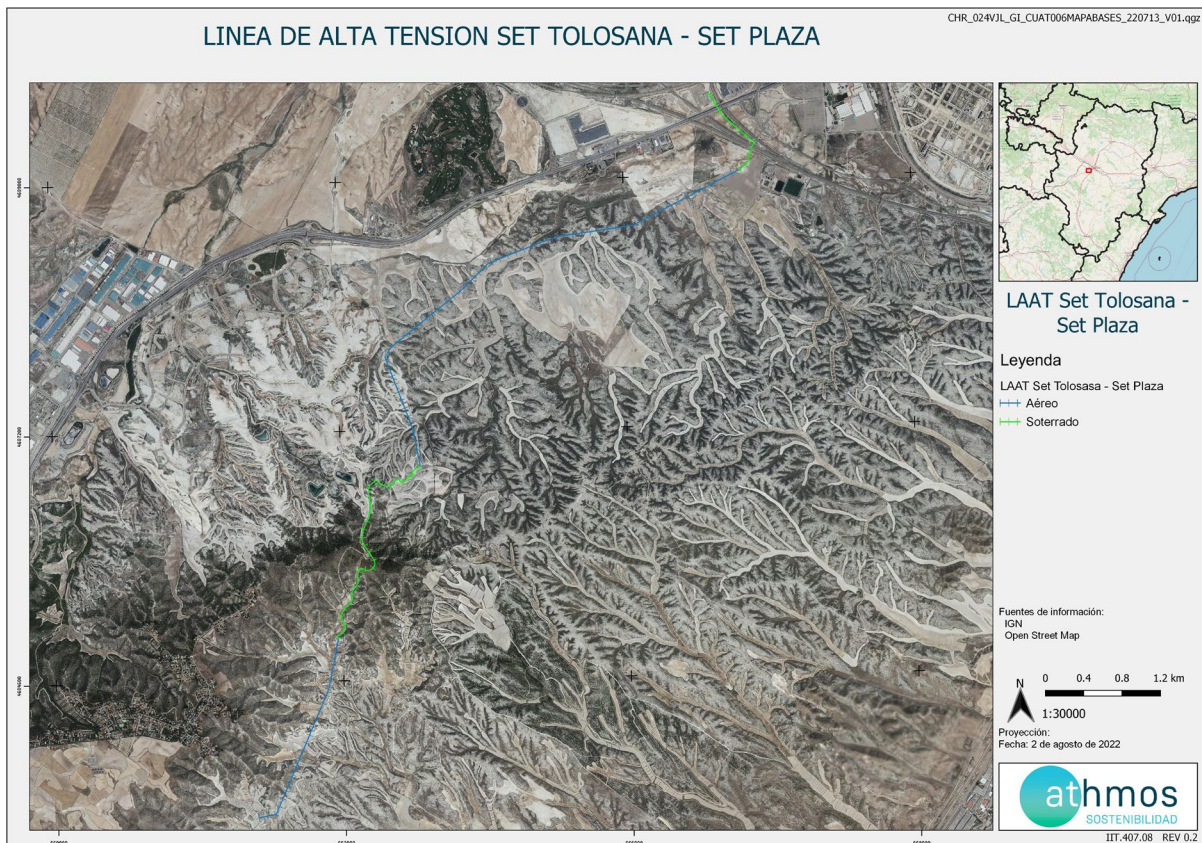 CHR_024VJL_GI_CUAT006MAPABASES_220713_V01.qgz
LINEA DE ALTA TENSION SET TOLOSANA - SET PLAZA
LAAT Set Tolosana -
Set Plaza
Leyenda
LAAT Set Tolosasa - Set Plaza
Aéreo
Soterrado
Fuentes de información:
IGN
Open Street Map
N
0 0.4 0.8 1.2 km
1:30000
Proyección:
Fecha: 2 de agosto de 2022
athmos
SOSTENIBILIDAD
IIT.407.08 REV 0.2